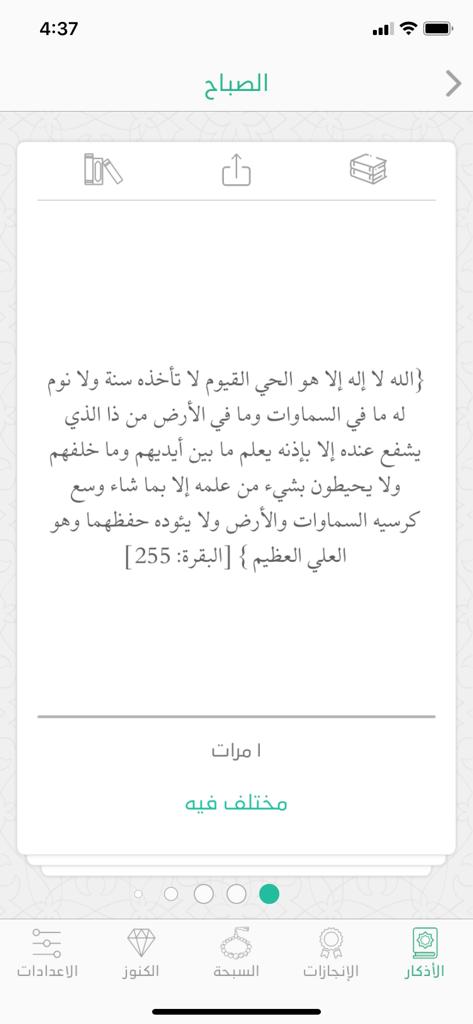 4:37
الصباح
{الله لا إله إلا هو الحي القيوم لا تأخذه سنة ولا نوم
له ما في السماوات وما في الأرض من ذا الذي
يشفع عنده إلا بإذنه يعلم ما بين أيديهم وما خلفهم
ولا يحيطون بشيء من علمه إلا بما شاء وسع
كرسيه السماوات والأرض ولا يئوده حفظهما وهو
العلي العظيم } [البقرة: 255]
١ مرات
مختلف فيه
الأذكار
الإنجازات
السبحة
الكنوز
الاعدادات